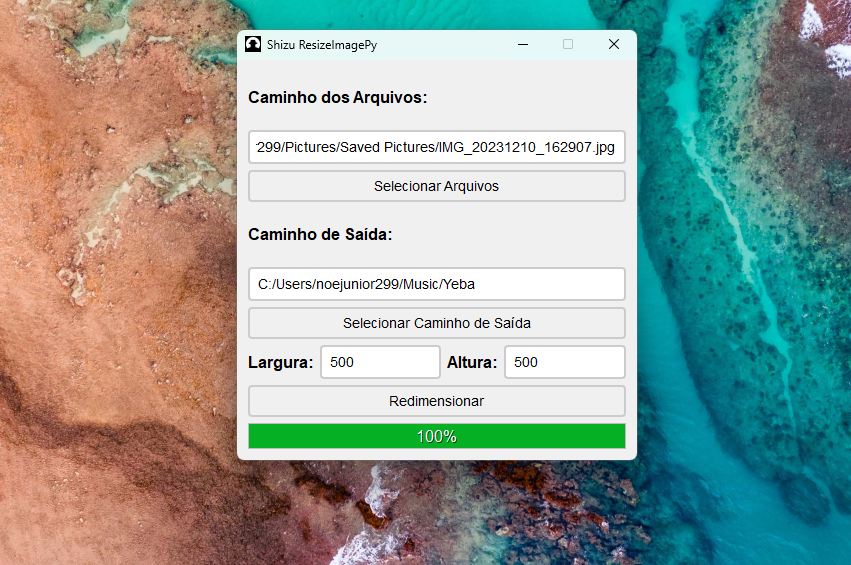 Shizu ResizeImagePy
Caminho dos Arquivos:
299/Pictures/Saved Pictures/IMG_20231210_162907.jpg
Selecionar Arquivos
Caminho de Saída:
C:/Users/noejunior299/Music/Yeba
Selecionar Caminho de Saída
Largura: 500 Altura: 500
Redimensionar
100%